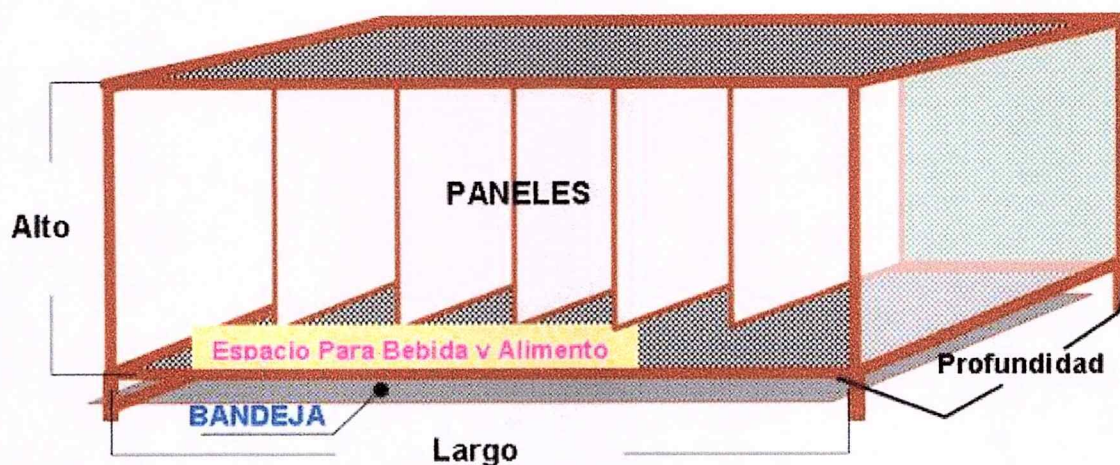 PANELES
Alto
Espacio Para Bebida v Alimento
Profundidad
BANDEJA
Largo